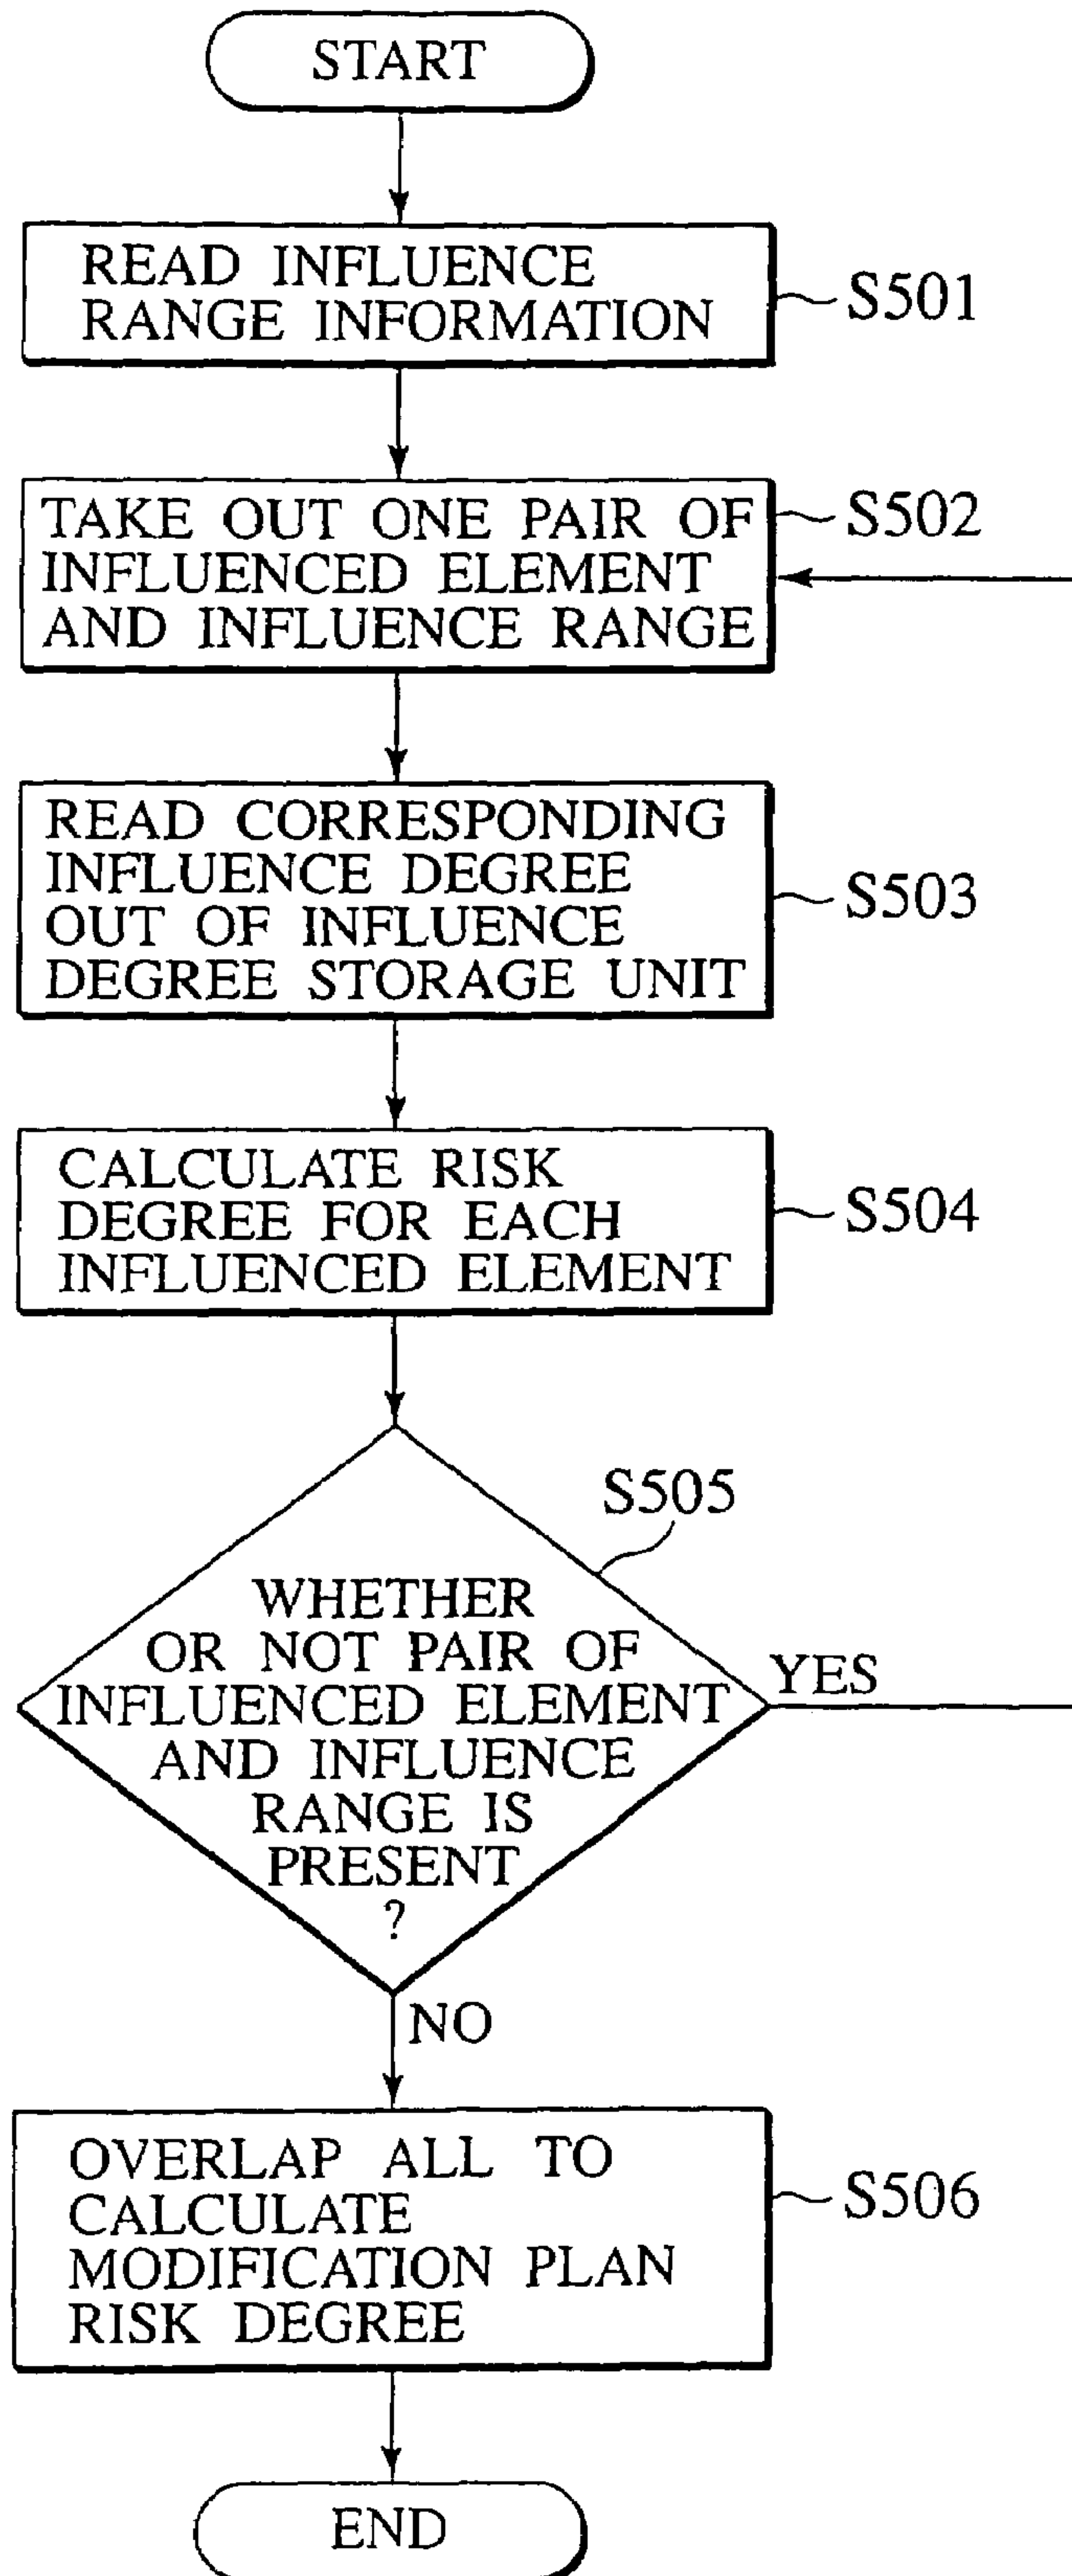 START
READ INFLUENCE
RANGE INFORMATION
S501
TAKE OUT ONE PAIR OF
INFLUENCED ELEMENT
AND INFLUENCE RANGE
S502
READ CORRESPONDING
INFLUENCE DEGREE
OUT OF INFLUENCE
DEGREE STORAGE UNIT
S503
CALCULATE RISK
DEGREE FOR EACH
INFLUENCED ELEMENT
S504
S505
WHETHER
OR NOT PAIR OF
INFLUENCED ELEMENT
AND INFLUENCE
RANGE IS
PRESENT
?
YES
NO
OVERLAP ALL TO
CALCULATE
MODIFICATION PLAN
RISK DEGREE
S506
END